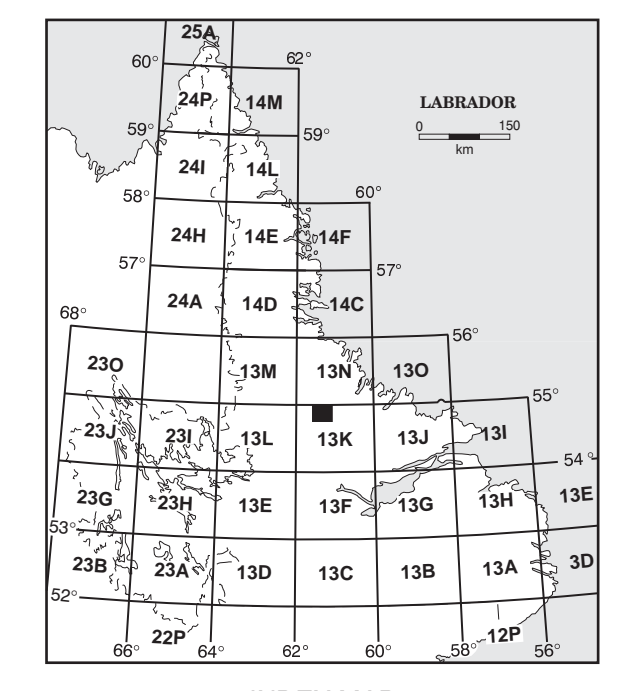 25A
60°
62°
24P
14M
LABRADOR
0 150
km
59°
59°
24I
14L
58°
60°
24H
14E
14F
57°
57°
24A
14D
14C
68°
56°
23O
13M
13N
13O
55°
23J
23I
13L
13K
13J
13I
54°
23G
23H
13E
13F
13G
13H
13E
53°
23B
23A
13D
13C
13B
13A
3D
52°
22P
12P
66° 64° 62° 60° 58° 56°